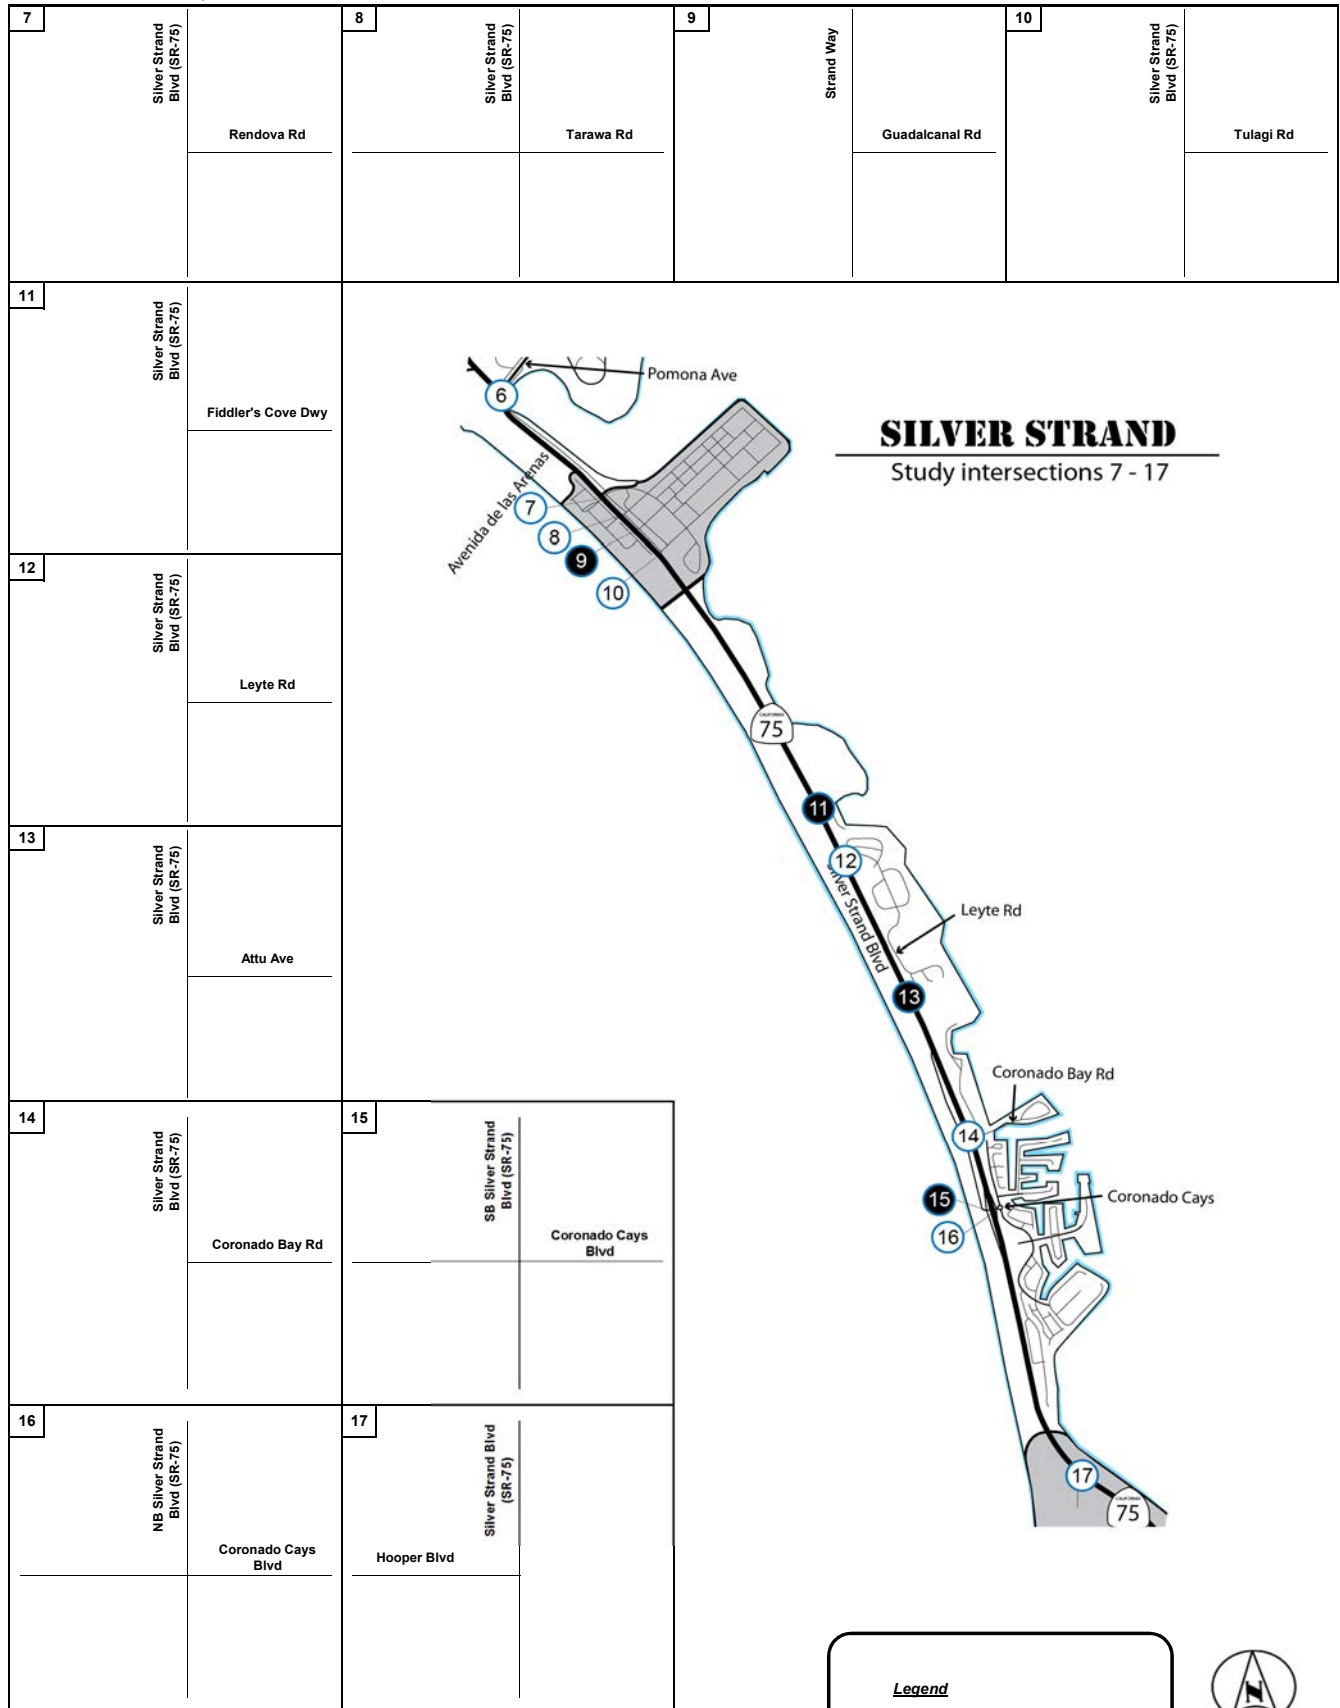 7
Silver Strand
Blvd (SR-75)
Rendova Rd
8
Silver Strand
Blvd (SR-75)
Tarawa Rd
9
Strand Way
Guadalcanal Rd
10
Silver Strand
Blvd (SR-75)
Tulagi Rd
11
Silver Strand
Blvd (SR-75)
Fiddler's Cove Dwy
12
Silver Strand
Blvd (SR-75)
Leyte Rd
13
Silver Strand
Blvd (SR-75)
Attu Ave
14
Silver Strand
Blvd (SR-75)
Coronado Bay Rd
15
SB Silver Strand
Blvd (SR-75)
Coronado Cays
Blvd
16
NB Silver Strand
Blvd (SR-75)
Coronado Cays
Blvd
17
Silver Strand Blvd
(SR-75)
Hooper Blvd
SILVER STRAND
Study intersections 7 - 17
Pomona Ave
6
Avenida de las Arenas
7
8
9
10
CALIFORNIA
75
11
12
Silver Strand Blvd
Leyte Rd
13
Coronado Bay Rd
14
15
Coronado Cays
16
17
CALIFORNIA
75
Legend
N